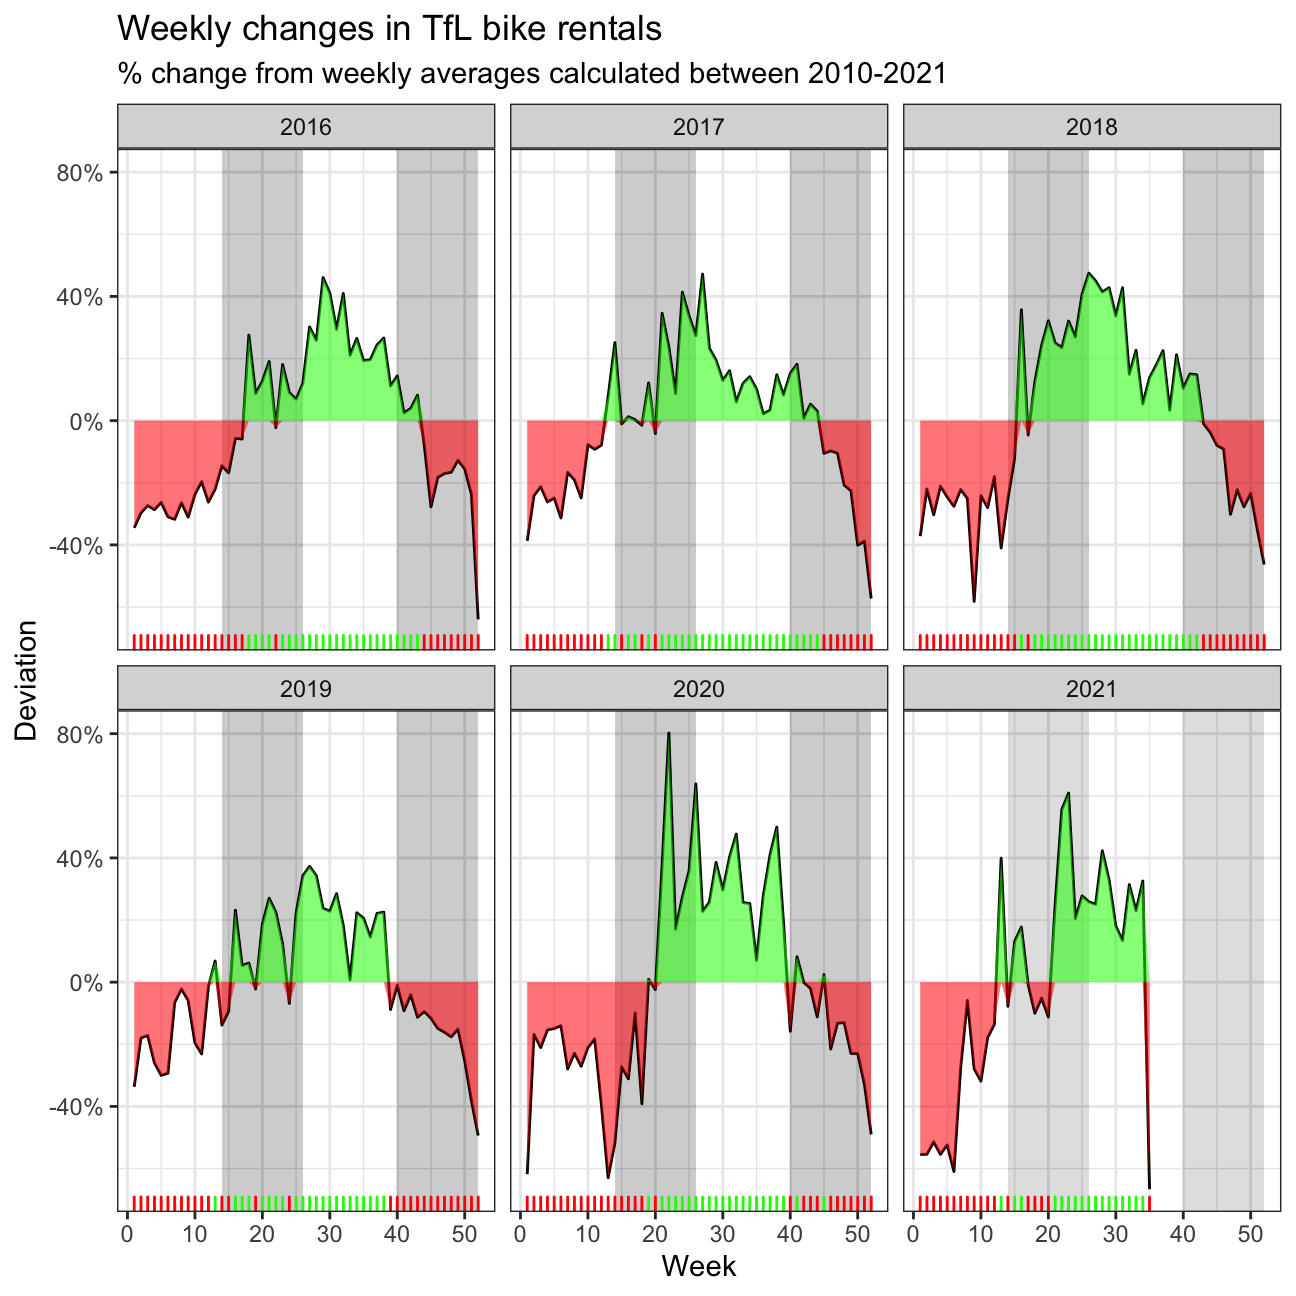 Weekly changes in TfL bike rentals
% change from weekly averages calculated between 2010-2021
2016 2017 2018
80%
40%
0%
-40%
Deviation
2019 2020 2021
80%
40%
0%
-40%
0 10 20 30 40 50 0 10 20 30 40 50 0 10 20 30 40 50
Week